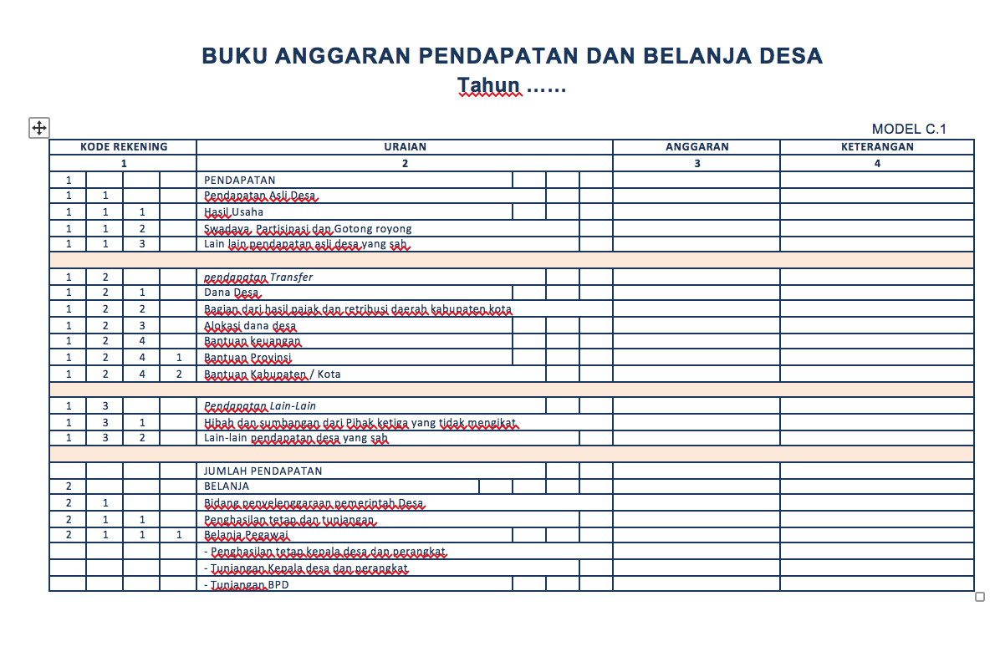 BUKU ANGGARAN PENDAPATAN DAN BELANJA DESA
Tahun ......
MODEL C.1
KODE REKENING URAIAN ANGGARAN KETERANGAN
1 2 3 4
1 PENDAPATAN
1 1 Pendapatan Asli Desa
1 1 1 Hasil Usaha
1 1 2 Swadaya, Partisipasi dan Gotong royong
1 1 3 Lain lain pendapatan asli desa yang sah
1 2 pendapatan Transfer
1 2 1 Dana Desa
1 2 2 Bagian dari hasil pajak dan retribusi daerah kabupaten kota
1 2 3 Alokasi dana desa
1 2 4 Bantuan keuangan
1 2 4 1 Bantuan Provinsi
1 2 4 2 Bantuan Kabupaten / Kota
1 3 Pendapatan Lain-Lain
1 3 1 Hibah dan sumbangan dari Pihak ketiga yang tidak mengikat
1 3 2 Lain-lain pendapatan desa yang sah
JUMLAH PENDAPATAN
2 BELANJA
2 1 Bidang penyelenggaraan pemerintah Desa
2 1 1 Penghasilan tetap dan tunjangan
2 1 1 1 Belanja Pegawai
- Penghasilan tetap kepala desa dan perangkat
- Tunjangan Kepala desa dan perangkat
- Tunjangan BPD